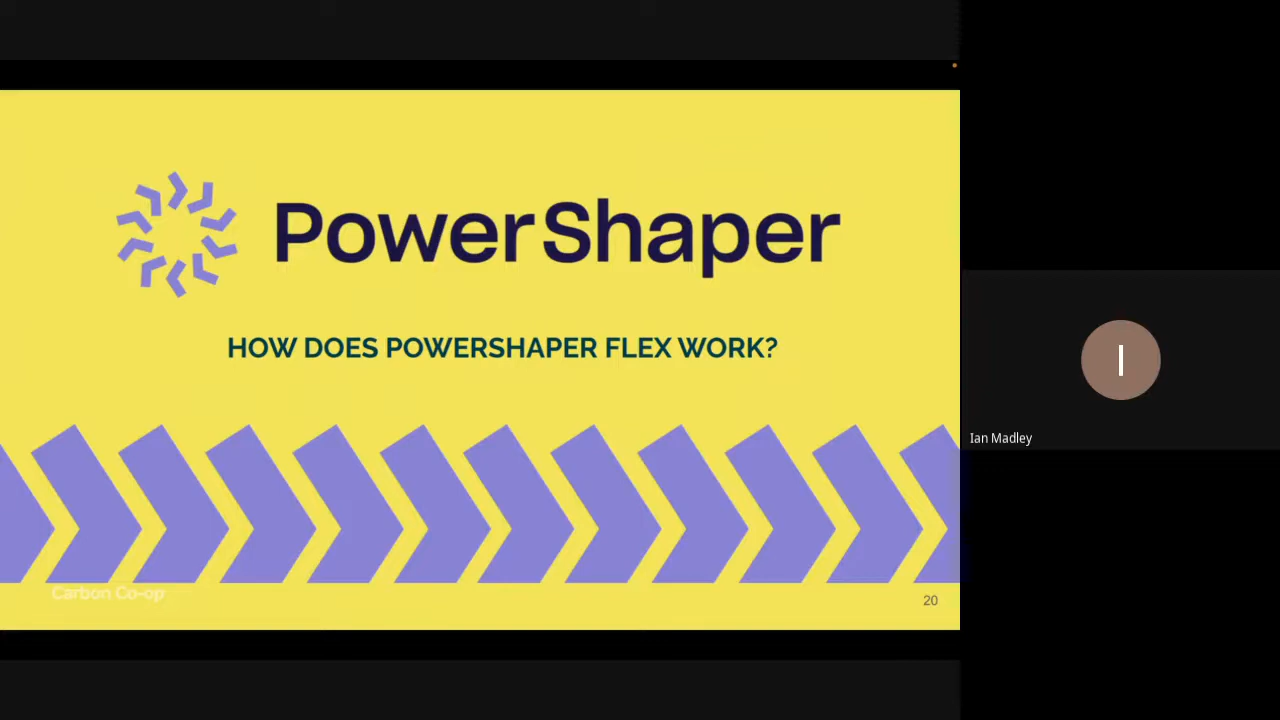 PowerShaper
HOW DOES POWERSHAPER FLEX WORK?
Carbon Co-op
20
I
Ian Madley